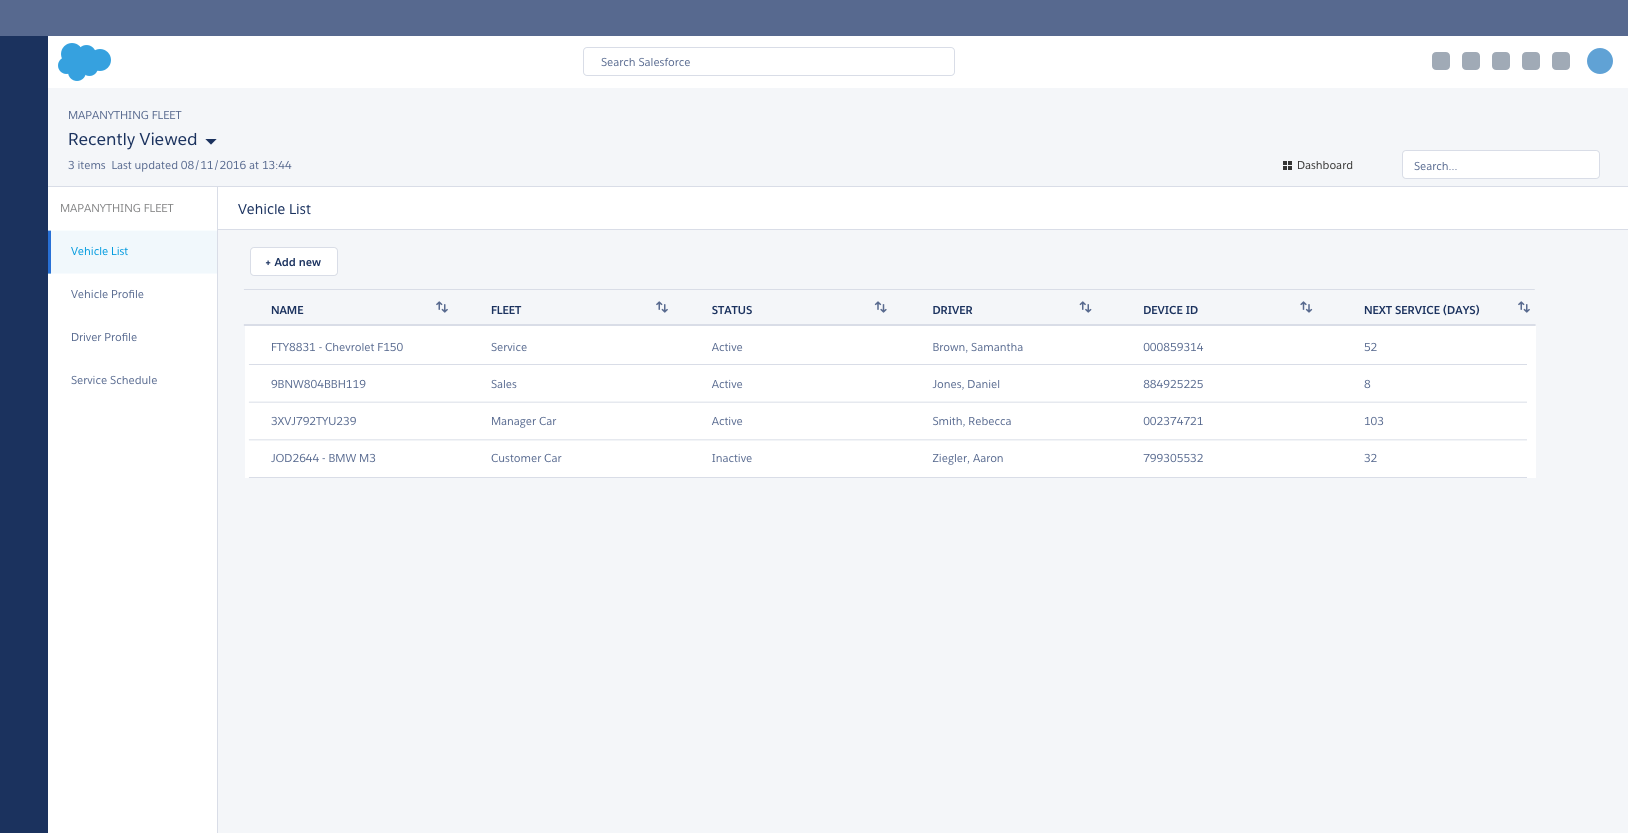 Search Salesforce
MAPANYTHING FLEET
Recently Viewed
3 items Last updated 08/11/2016 at 13:44
Dashboard
Search...
MAPANYTHING FLEET
Vehicle List
Vehicle Profile
Driver Profile
Service Schedule
Vehicle List
+ Add new
NAME FLEET STATUS DRIVER DEVICE ID NEXT SERVICE (DAYS)
FTY8831 - Chevrolet F150 Service Active Brown, Samantha 000859314 52
9BNW804BBH119 Sales Active Jones, Daniel 884925225 8
3XVJ792TYU239 Manager Car Active Smith, Rebecca 002374721 103
JOD2644 - BMW M3 Customer Car Inactive Ziegler, Aaron 799305532 32